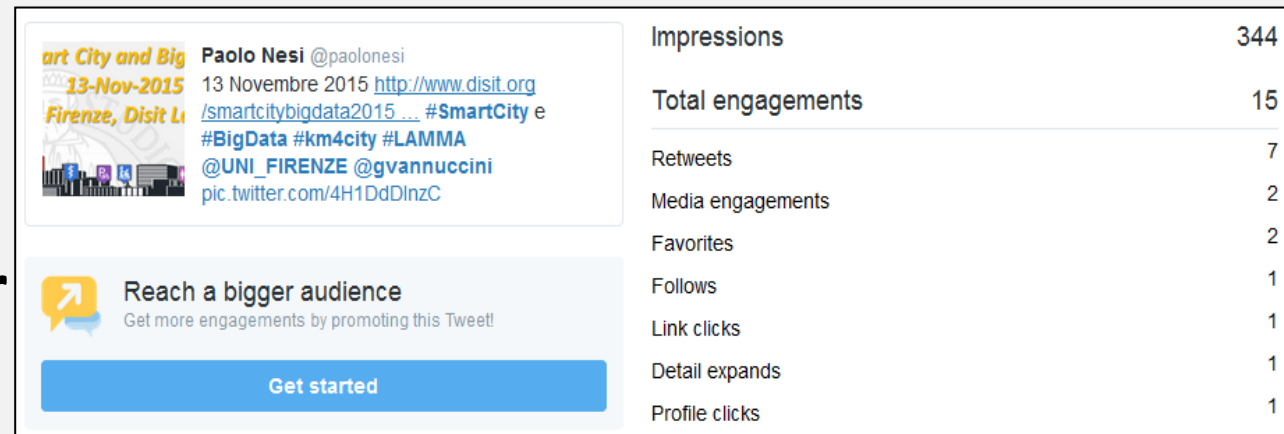 art City and Big
13-Nov-2015
Firenze, Disit L
Paolo Nesi @paolonesi
13 Novembre 2015 http://www.disit.org
/smartcitybigdata2015 ... #SmartCity e
#BigData #km4city #LAMMA
@UNI_FIRENZE @gvannuccini
pic.twitter.com/4H1DdDlnzC
Reach a bigger audience
Get more engagements by promoting this Tweet!
Get started
Impressions 344
Total engagements 15
Retweets 7
Media engagements 2
Favorites 2
Follows 1
Link clicks 1
Detail expands 1
Profile clicks 1